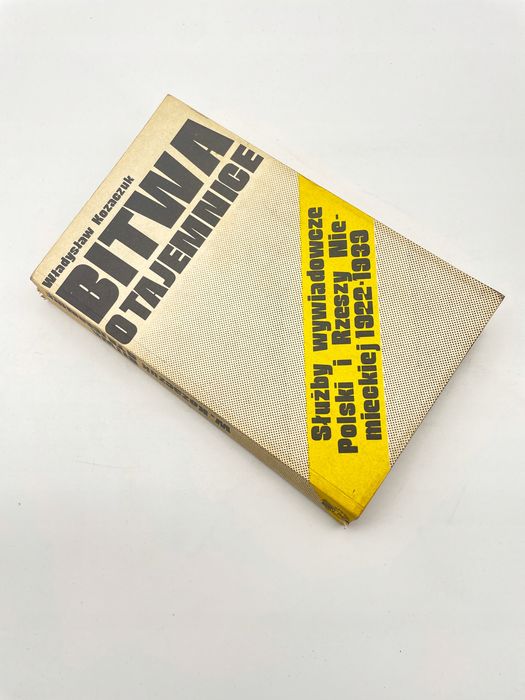 Władysław Kozaczuk
BITWA
O TAJEMNICE
Służby wywiadowcze
Polski i Rzeszy Nie-
mieckiej 1922-1939